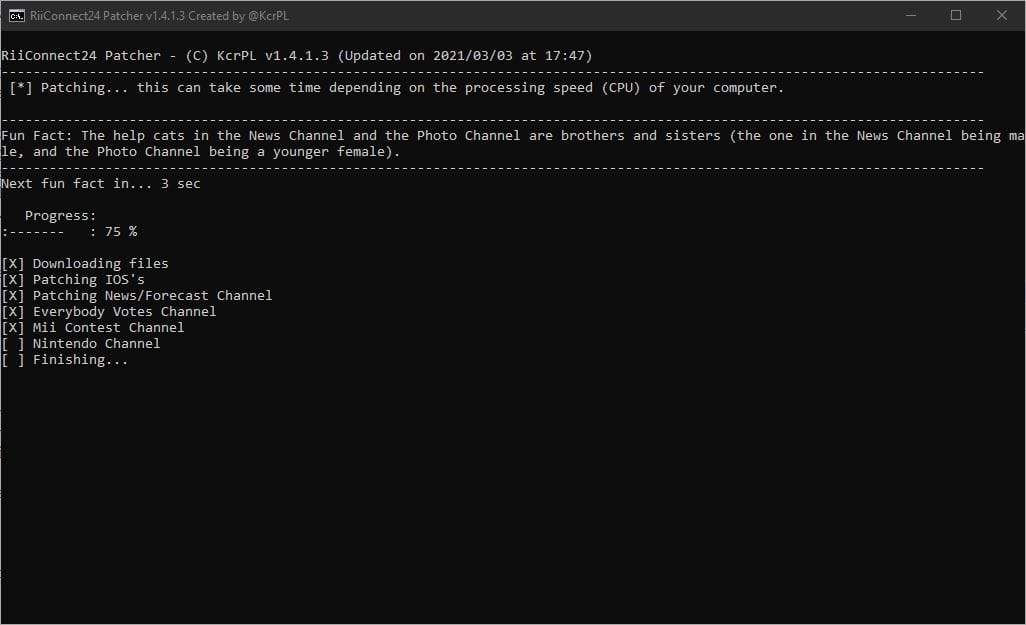 RiiConnect24 Patcher v1.4.1.3 Created by @KcrPL
RiiConnect24 Patcher - (C) KcrPL v1.4.1.3 (Updated on 2021/03/03 at 17:47)
---------------------------------------------------------------------------------------------------------------------------
[*] Patching... this can take some time depending on the processing speed (CPU) of your computer.
---------------------------------------------------------------------------------------------------------------------------
Fun Fact: The help cats in the News Channel and the Photo Channel are brothers and sisters (the one in the News Channel being ma
le, and the Photo Channel being a younger female).
---------------------------------------------------------------------------------------------------------------------------
Next fun fact in... 3 sec
Progress:
:-------   : 75 %
[X] Downloading files
[X] Patching IOS's
[X] Patching News/Forecast Channel
[X] Everybody Votes Channel
[X] Mii Contest Channel
[ ] Nintendo Channel
[ ] Finishing...